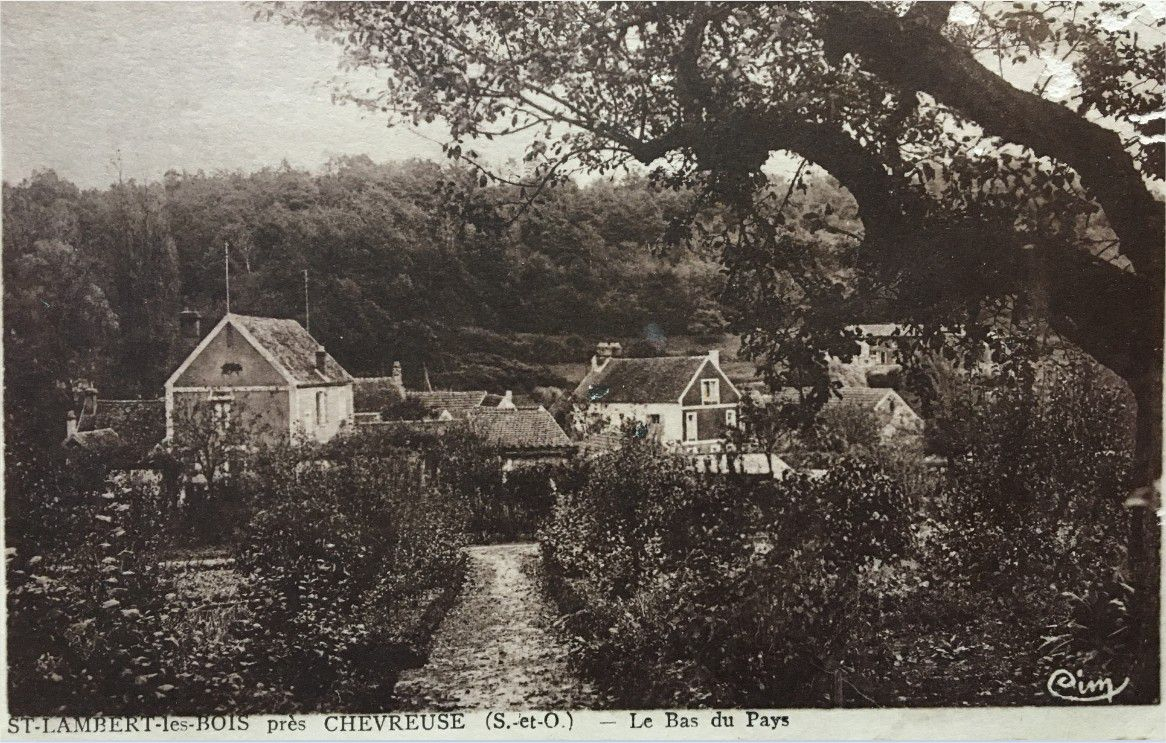 Cim
ST-LAMBERT-les-BOIS près CHEVREUSE (S.-et-O.) — Le Bas du Pays